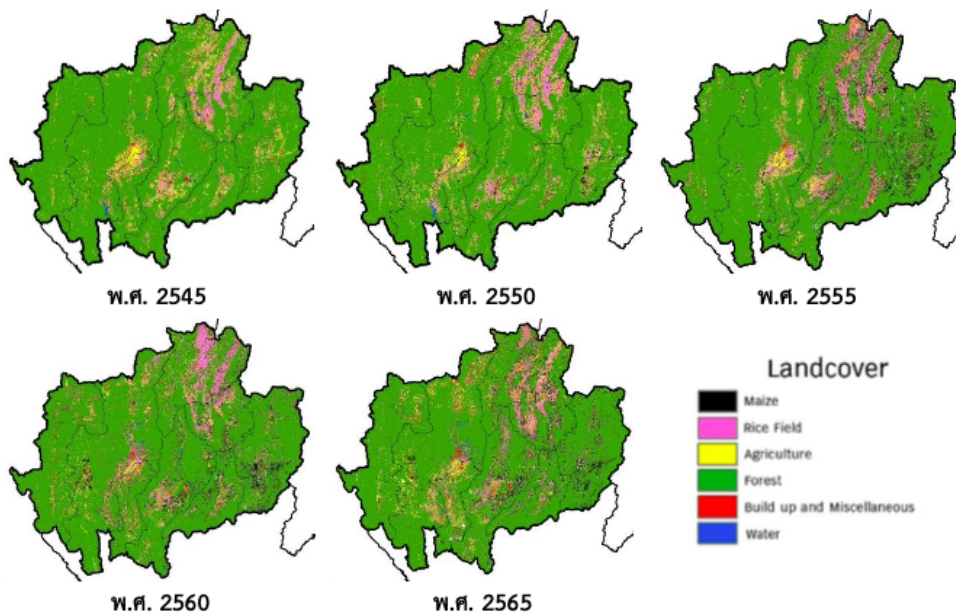 พ.ศ. 2545
พ.ศ. 2550
พ.ศ. 2555
พ.ศ. 2560
พ.ศ. 2565
Landcover
Maize
Rice Field
Agriculture
Forest
Build up and Miscellaneous
Water